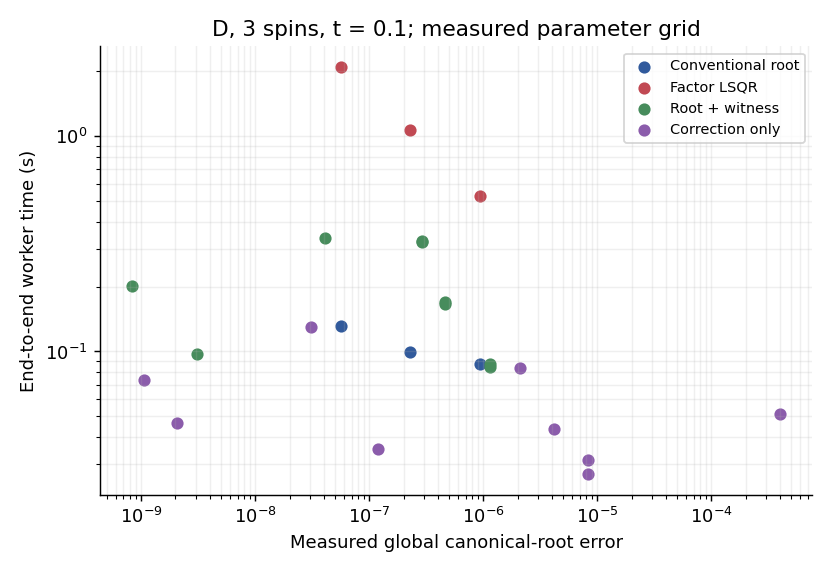 D, 3 spins, t = 0.1; measured parameter grid
Conventional root
Factor LSQR
Root + witness
Correction only
End-to-end worker time (s)
10⁰
10⁻¹
10⁻⁹ 10⁻⁸ 10⁻⁷ 10⁻⁶ 10⁻⁵ 10⁻⁴
Measured global canonical-root error